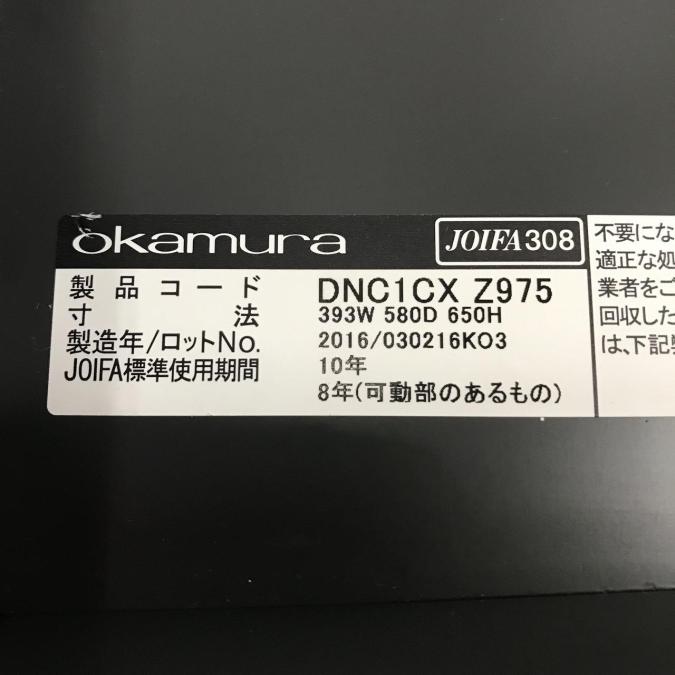 okamura JOIFA308
製品コード DNC1CX Z975
寸法 393W 580D 650H
製造年/ロットNo. 2016/030216KO3
JOIFA標準使用期間 10年
8年(可動部のあるもの)
不要にな
適正な処
業者をご
回収した
は、下記